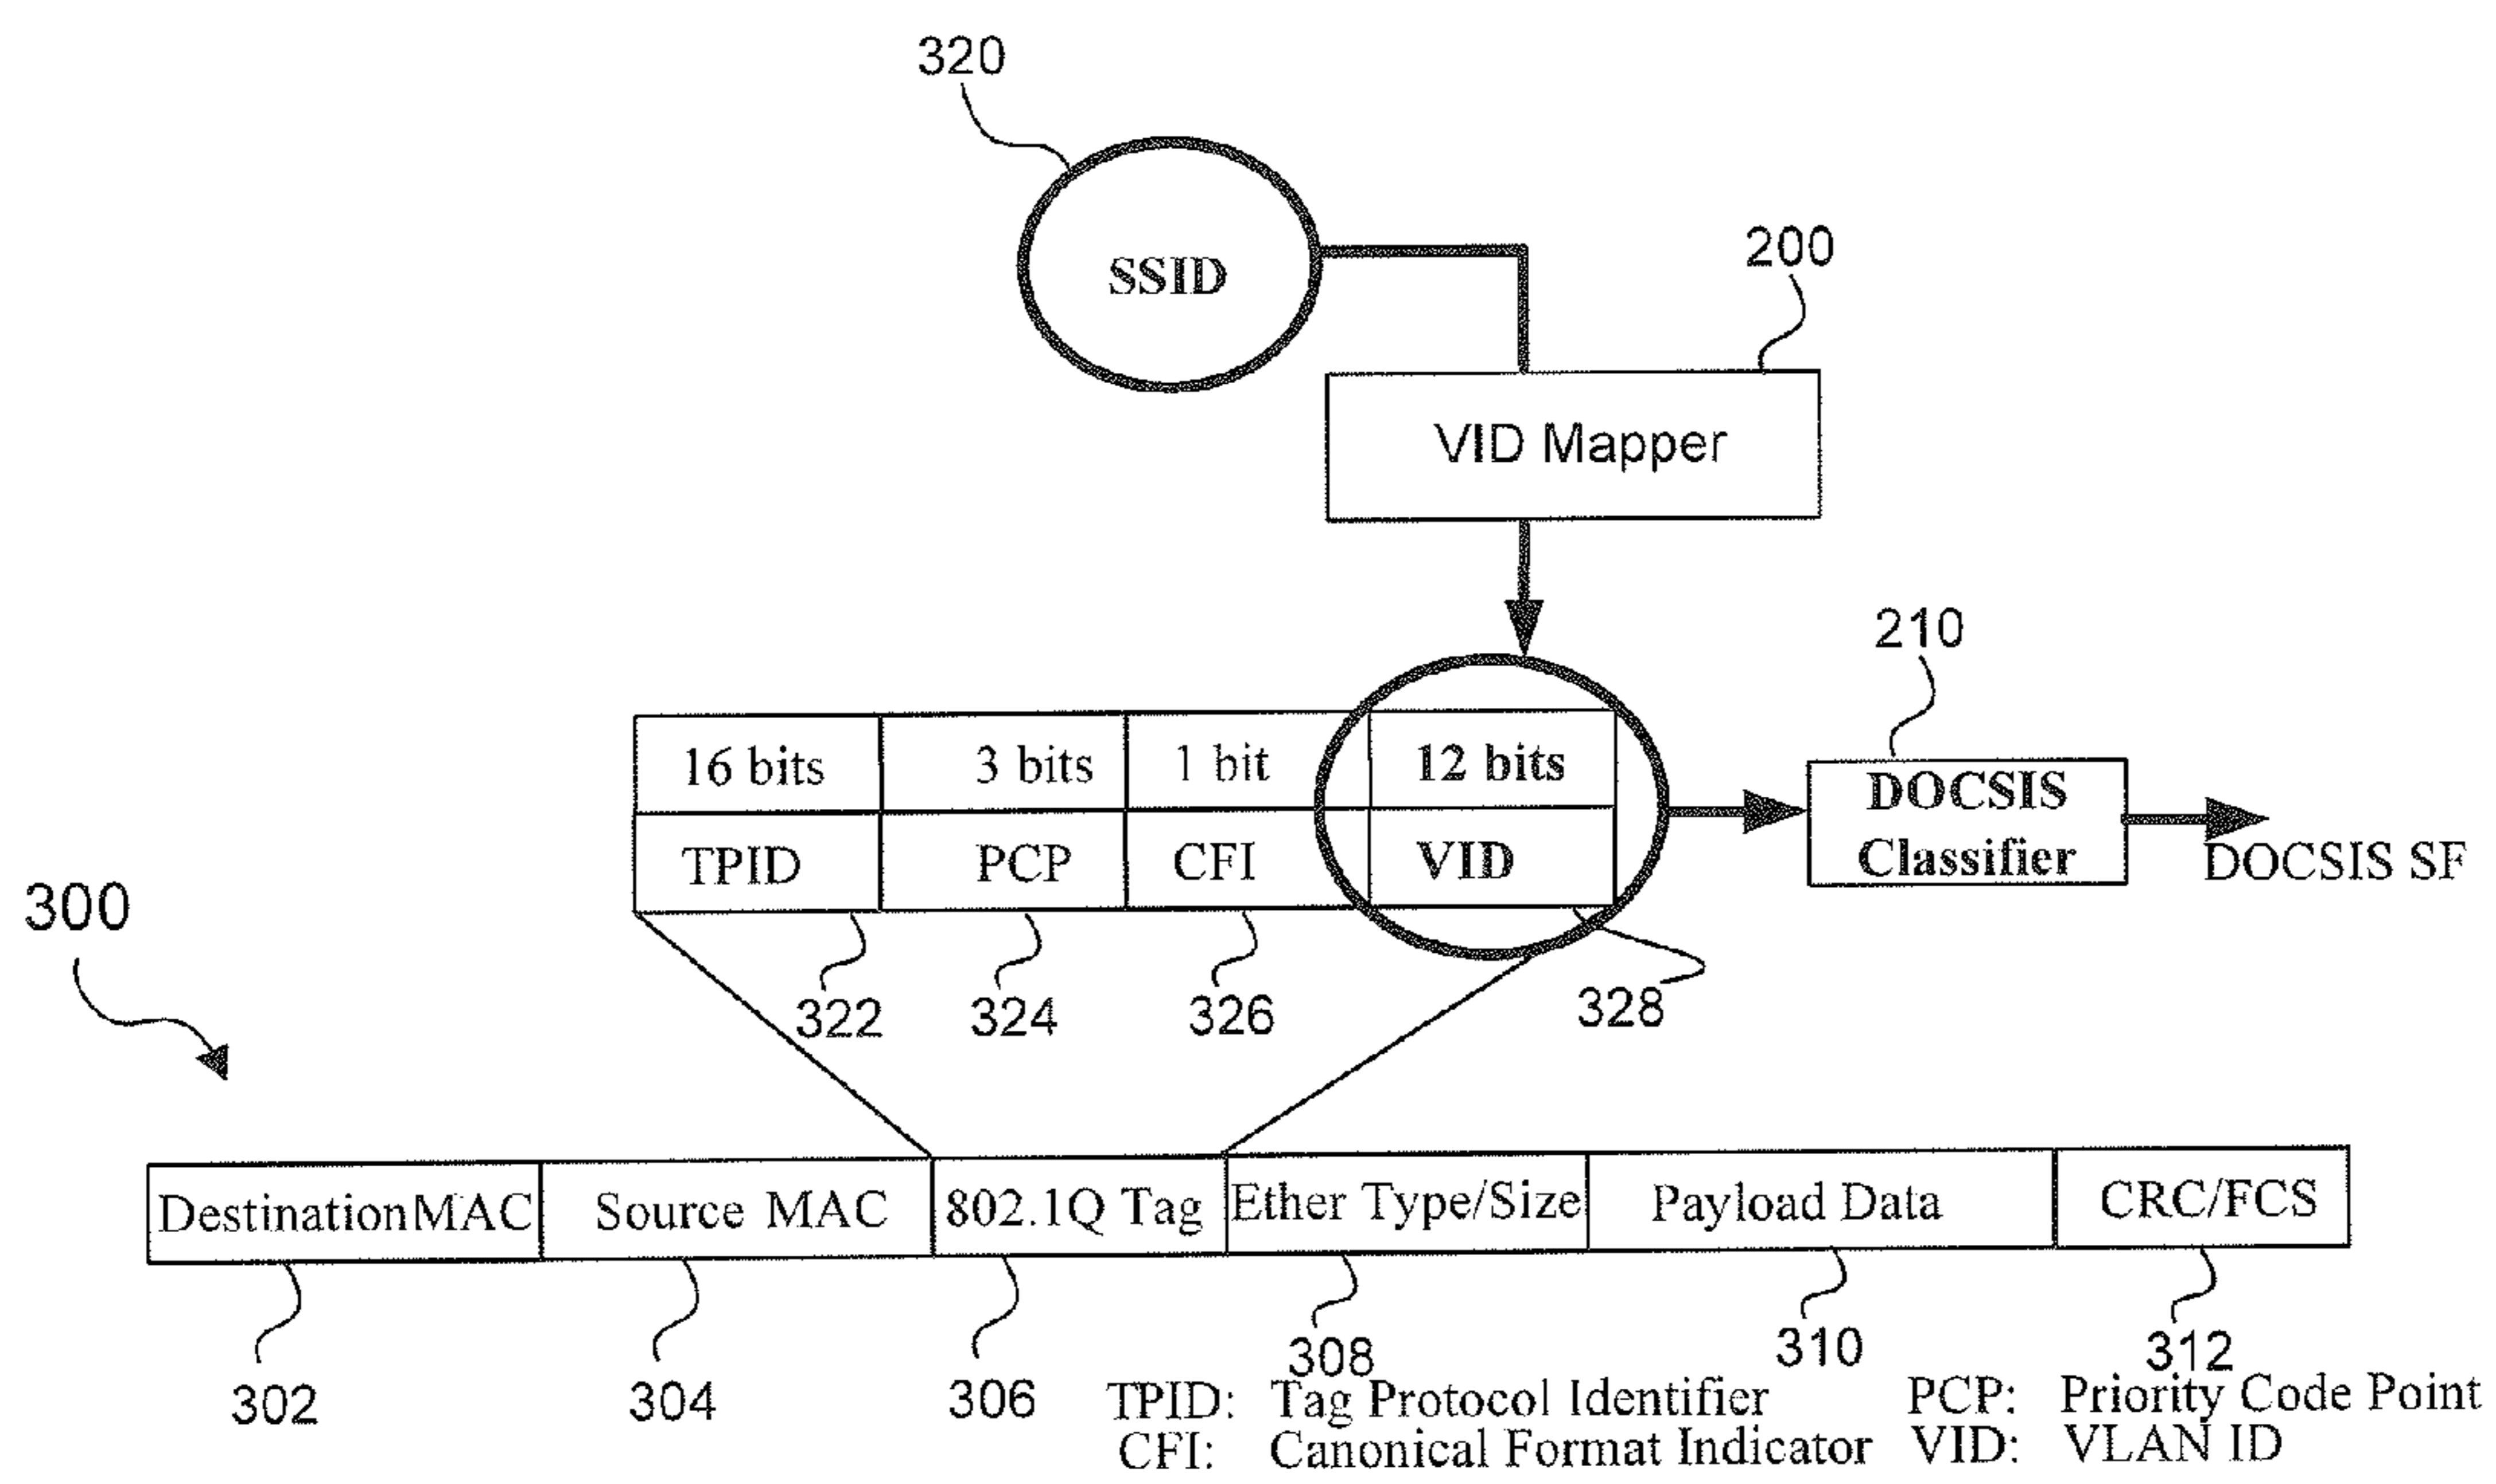 320
SSID
200
VID Mapper
210
16 bits 3 bits 1 bit 12 bits
TPID PCP CFI VID
DOCSIS
Classifier
DOCSIS SF
300
322 324 326 328
DestinationMAC Source MAC 802.1Q Tag Ether Type/Size Payload Data CRC/FCS
302 304 306 308 310 312
TPID: Tag Protocol Identifier PCP: Priority Code Point
CFI: Canonical Format Indicator VID: VLAN ID